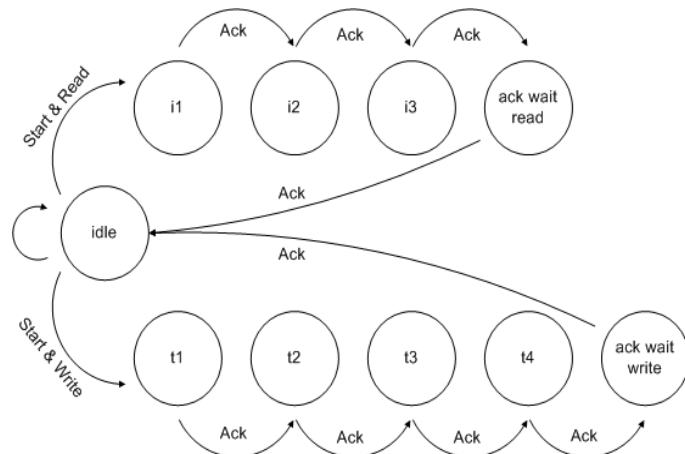 Ack
Ack
Ack
Start & Read
i1
i2
i3
ack wait
read
Ack
idle
Ack
Start & Write
t1
t2
t3
t4
ack wait
write
Ack
Ack
Ack
Ack